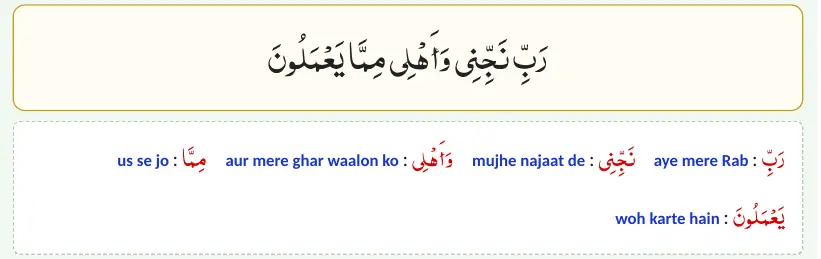 رَبِّ نَجِّنِى وَأَهْلِى مِمَّا يَعْمَلُونَ
رَبِّ : aye mere Rab نَجِّنِى : mujhe najaat de وَأَهْلِى : aur mere ghar waalon ko مِمَّا : us se jo
يَعْمَلُونَ : woh karte hain